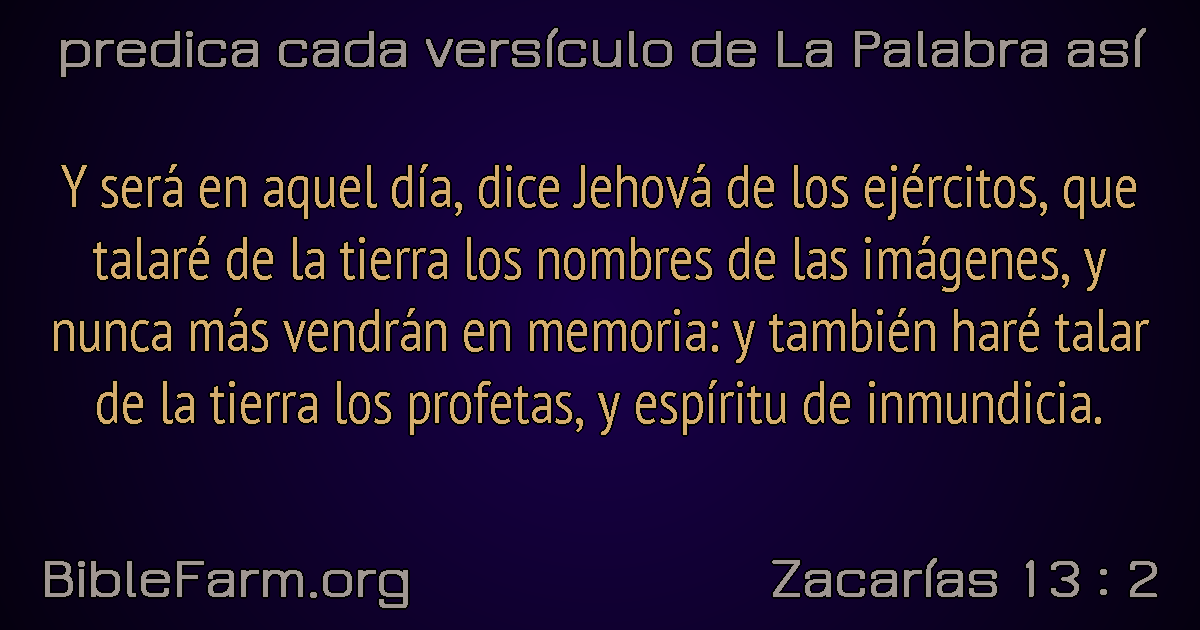 predica cada versículo de La Palabra así
Y será en aquel día, dice Jehová de los ejércitos, que
talaré de la tierra los nombres de las imágenes, y
nunca más vendrán en memoria: y también haré talar
de la tierra los profetas, y espíritu de inmundicia.
BibleFarm.org
Zacarías 13 : 2